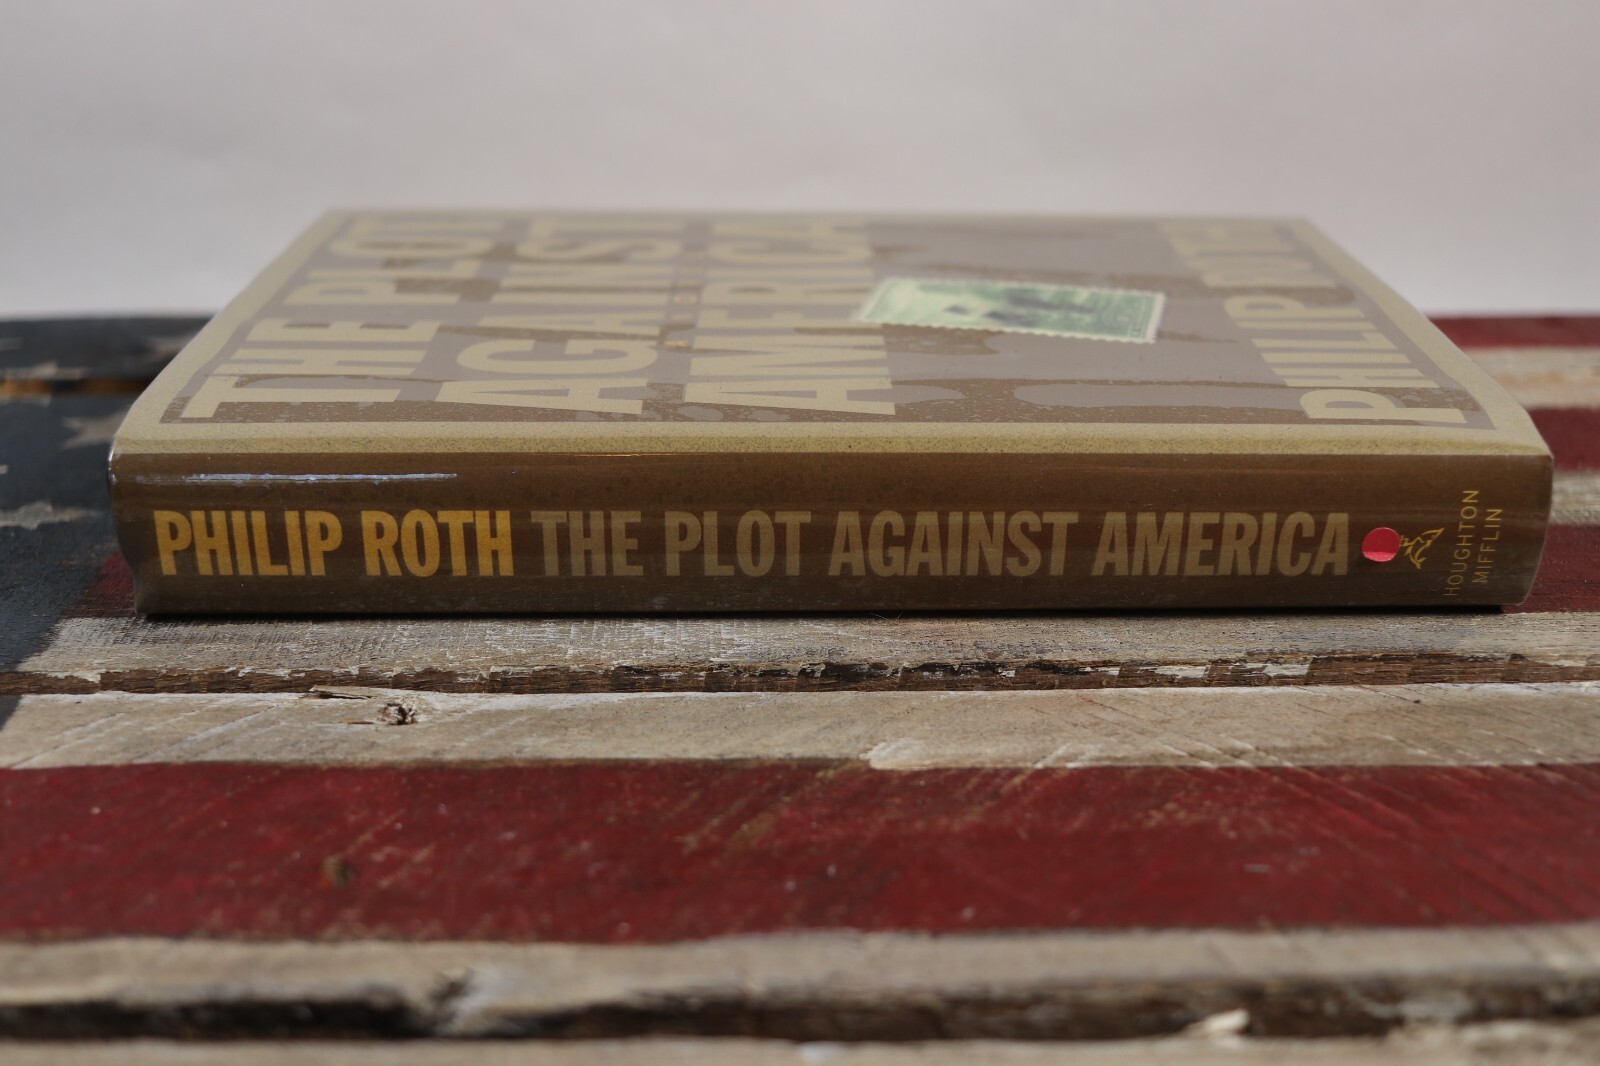 THE PLOT
AGAINST
AMERICA
PHILIP ROTH
PHILIP ROTH THE PLOT AGAINST AMERICA
HOUGHTON
MIFFLIN